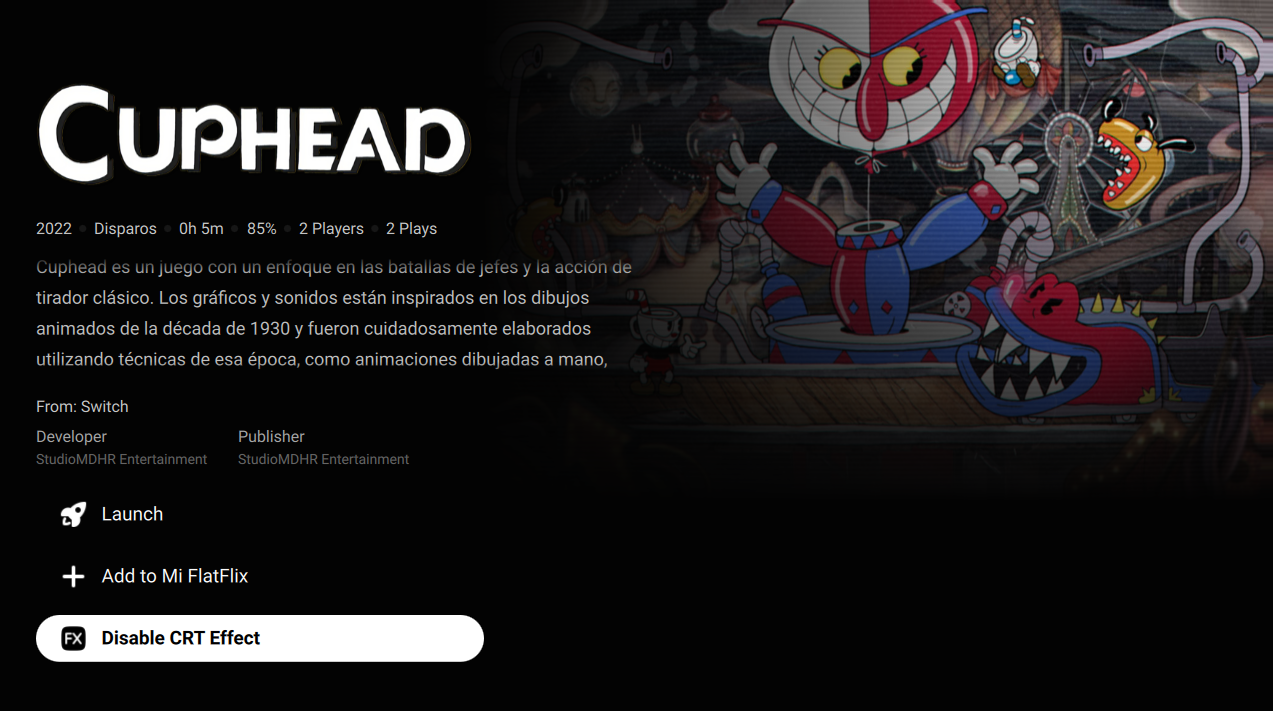 CUPHEAD
2022 • Disparos • 0h 5m • 85% • 2 Players • 2 Plays
Cuphead es un juego con un enfoque en las batallas de jefes y la acción de
tirador clásico. Los gráficos y sonidos están inspirados en los dibujos
animados de la década de 1930 y fueron cuidadosamente elaborados
utilizando técnicas de esa época, como animaciones dibujadas a mano,
From: Switch
Developer Publisher
StudioMDHR Entertainment StudioMDHR Entertainment
Launch
Add to Mi FlatFlix
FX Disable CRT Effect